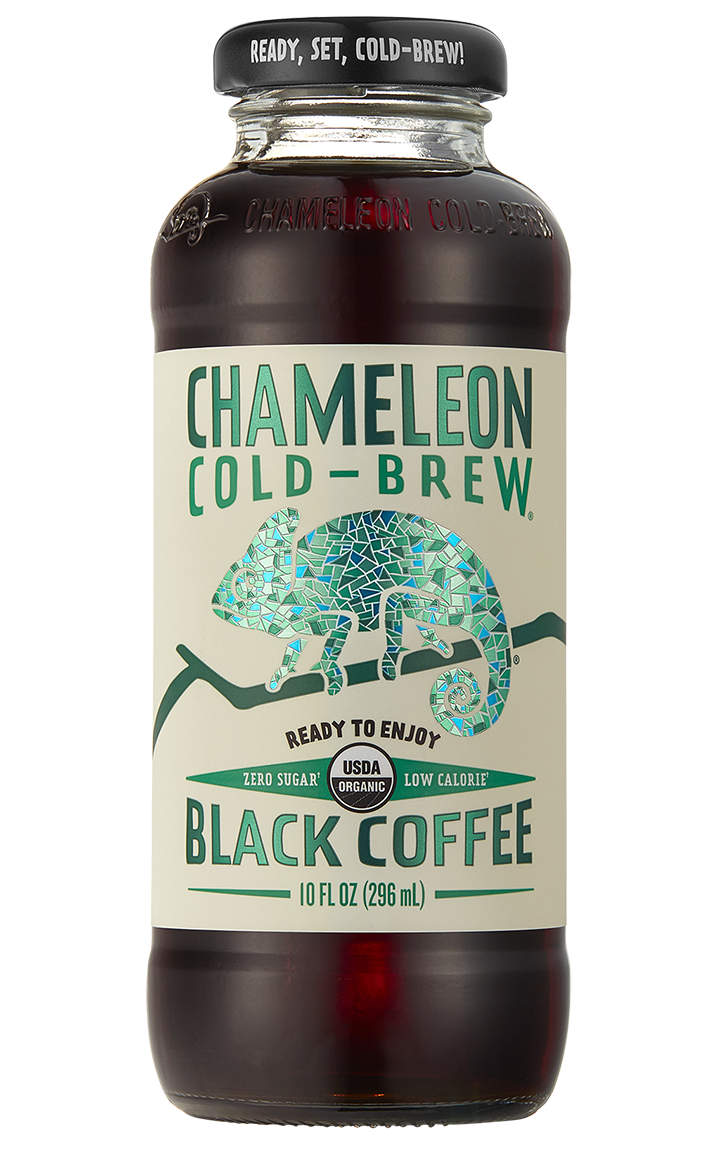 READY, SET, COLD-BREW!
CHAMELEON COLD-BREW
CHAMELEON
COLD-BREW®
®
READY TO ENJOY
ZERO SUGAR† USDA ORGANIC LOW CALORIE†
BLACK COFFEE
10 FL OZ (296 mL)